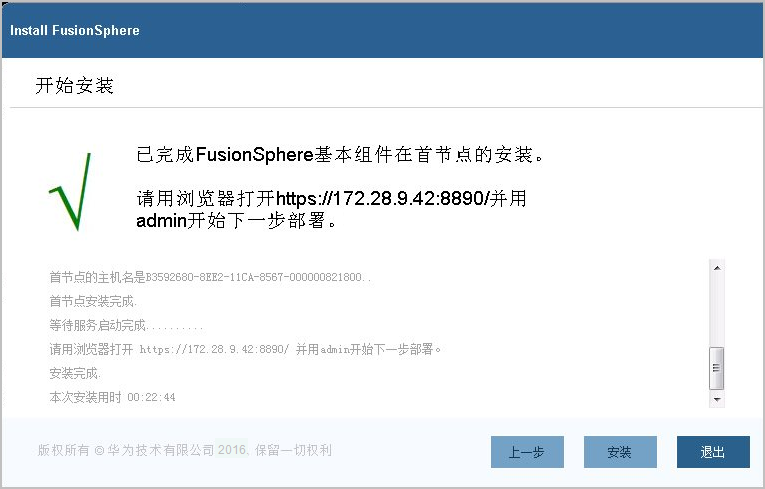 Install FusionSphere
开始安装
已完成FusionSphere基本组件在首节点的安装。
请用浏览器打开https://172.28.9.42:8890/并用
admin开始下一步部署。
首节点的主机名是B3592680-8EE2-11CA-8567-000000821800..
首节点安装完成.
等待服务启动完成..........
请用浏览器打开 https://172.28.9.42:8890/ 并用admin开始下一步部署。
安装完成.
本次安装用时 00:22:44
版权所有 © 华为技术有限公司 2016. 保留一切权利
上一步
安装
退出